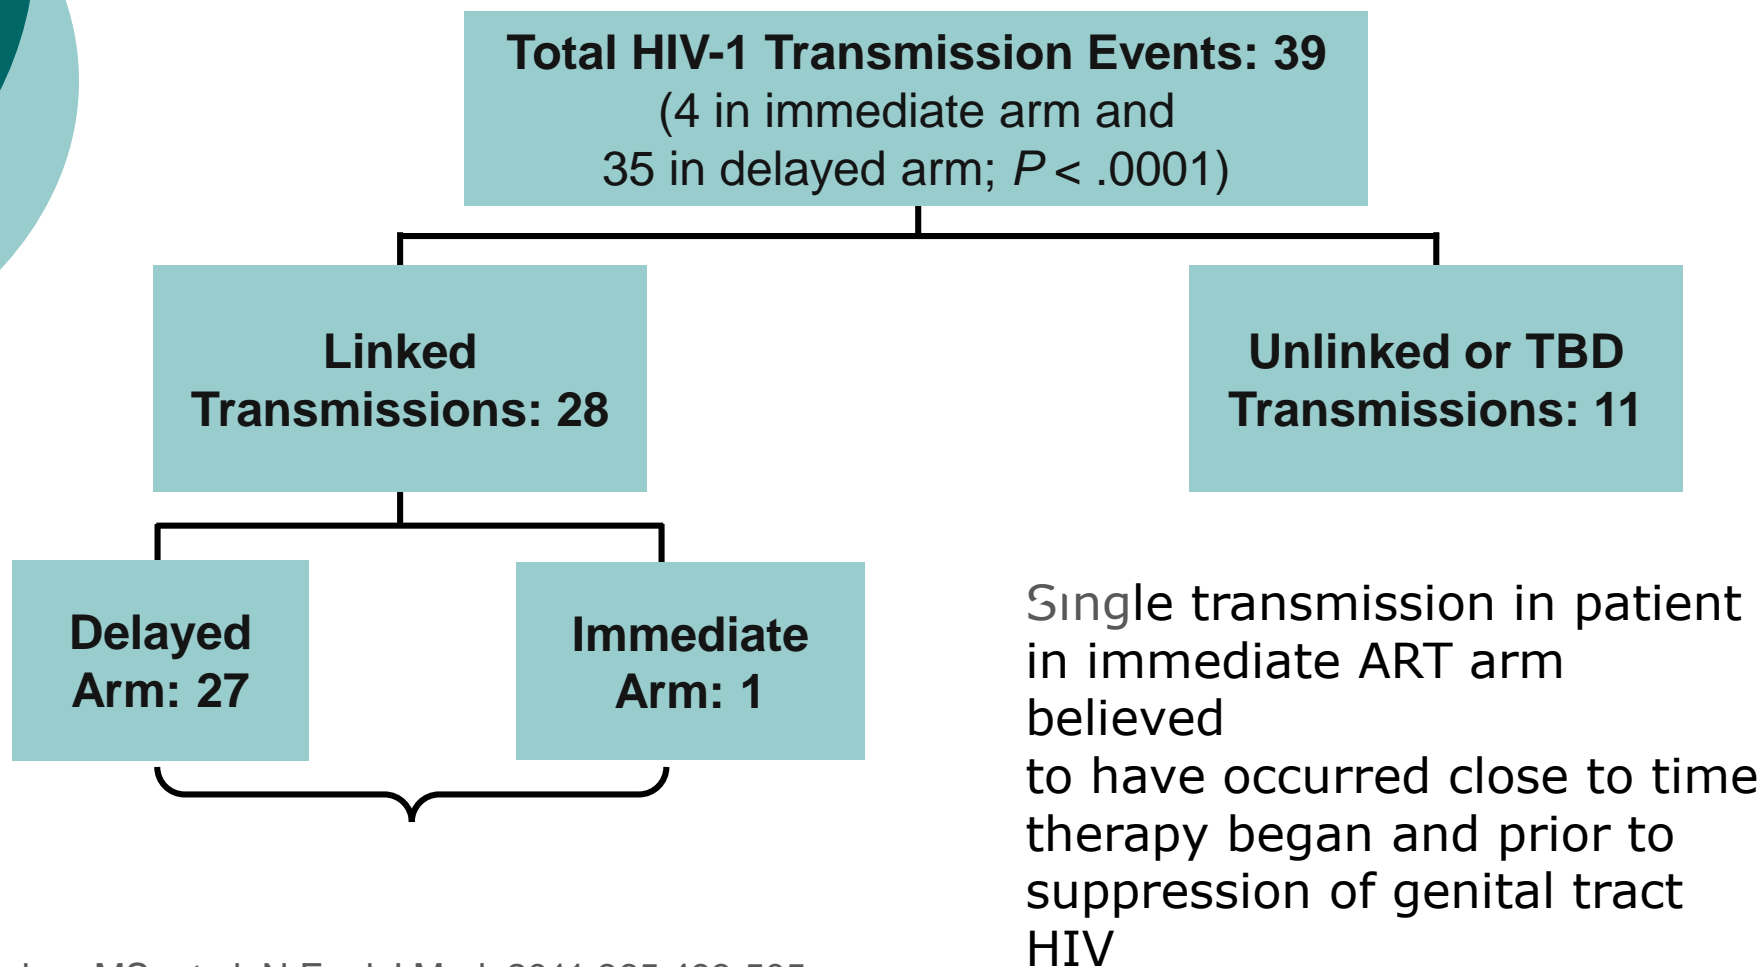 Total HIV-1 Transmission Events: 39
(4 in immediate arm and
35 in delayed arm; P < .0001)
Linked
Transmissions: 28
Unlinked or TBD
Transmissions: 11
Delayed
Arm: 27
Immediate
Arm: 1
Single transmission in patient
in immediate ART arm
believed
to have occurred close to time
therapy began and prior to
suppression of genital tract
HIV